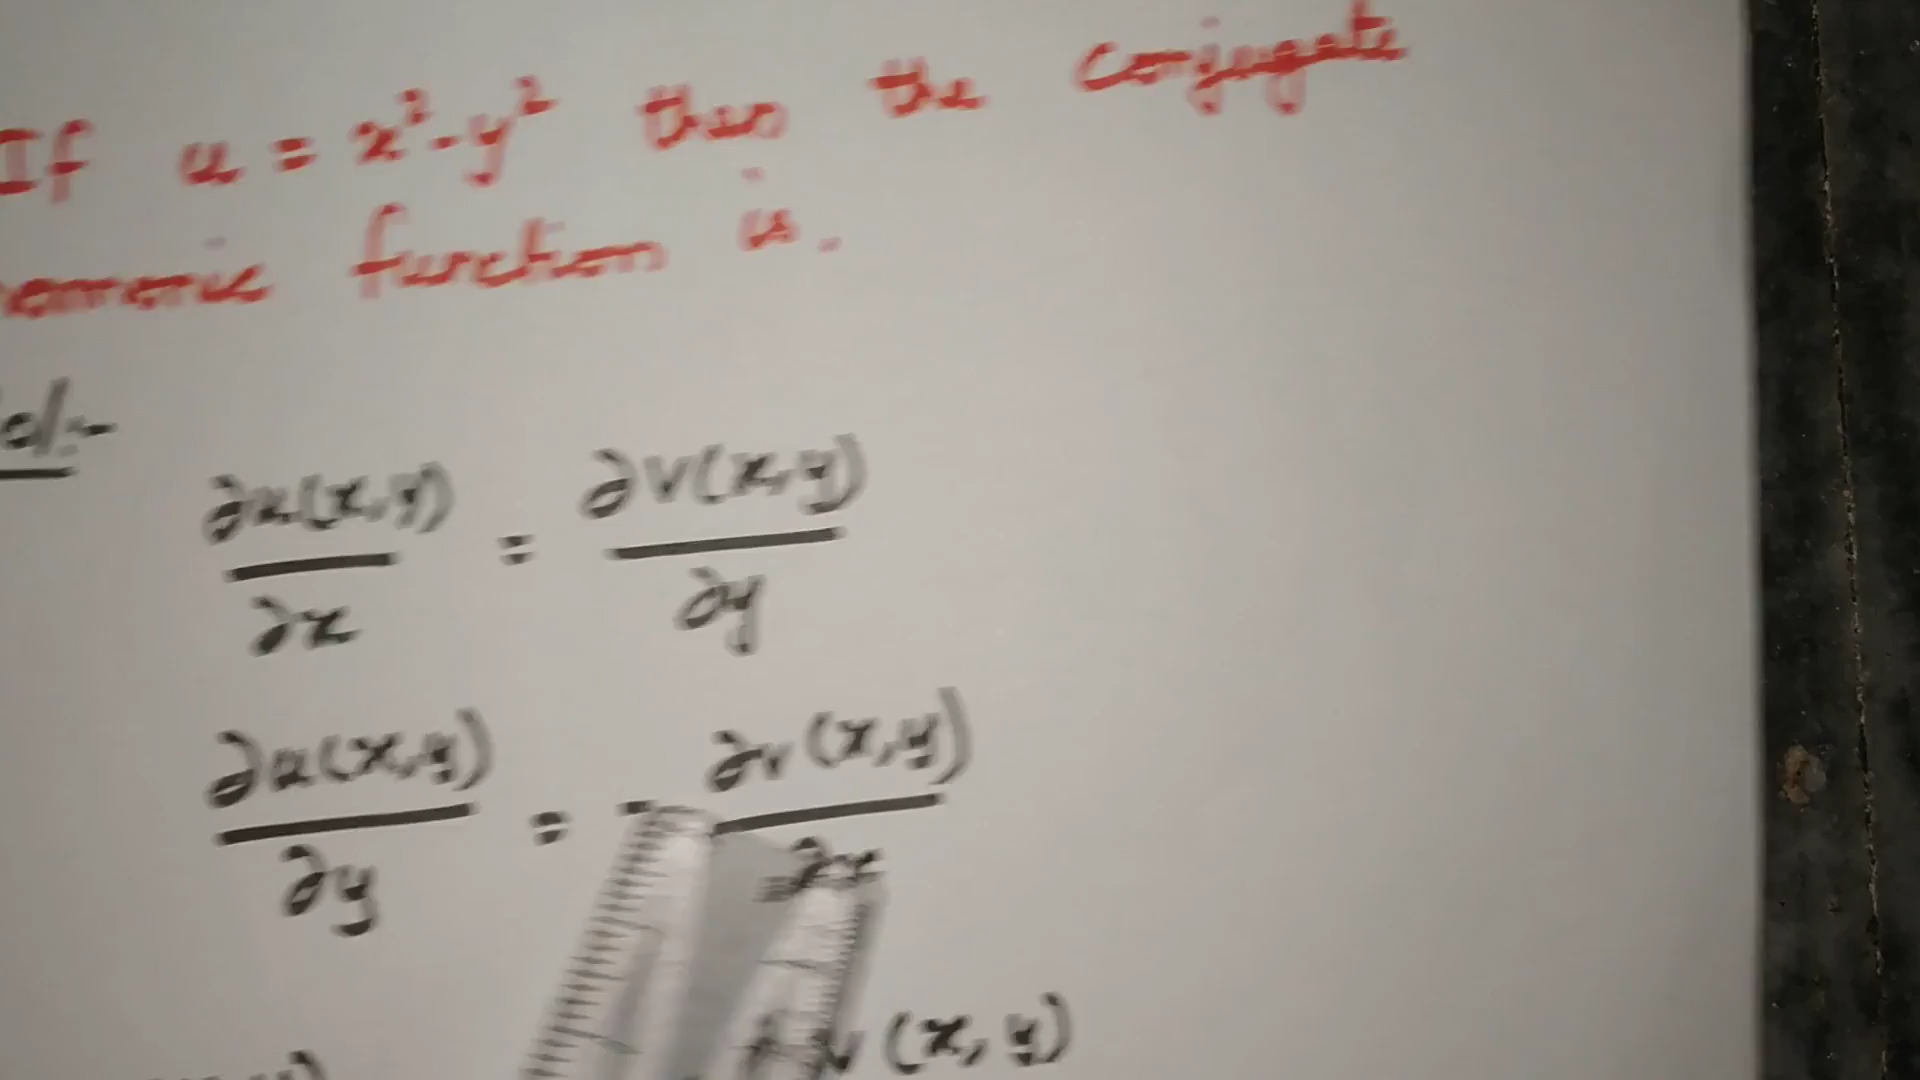 If u = x² - y² then the conjugate
function is.
∂u(x,y) / ∂x = ∂v(x,y) / ∂y
∂u(x,y) / ∂y = - ∂v(x,y) / ∂x
v(x,y)